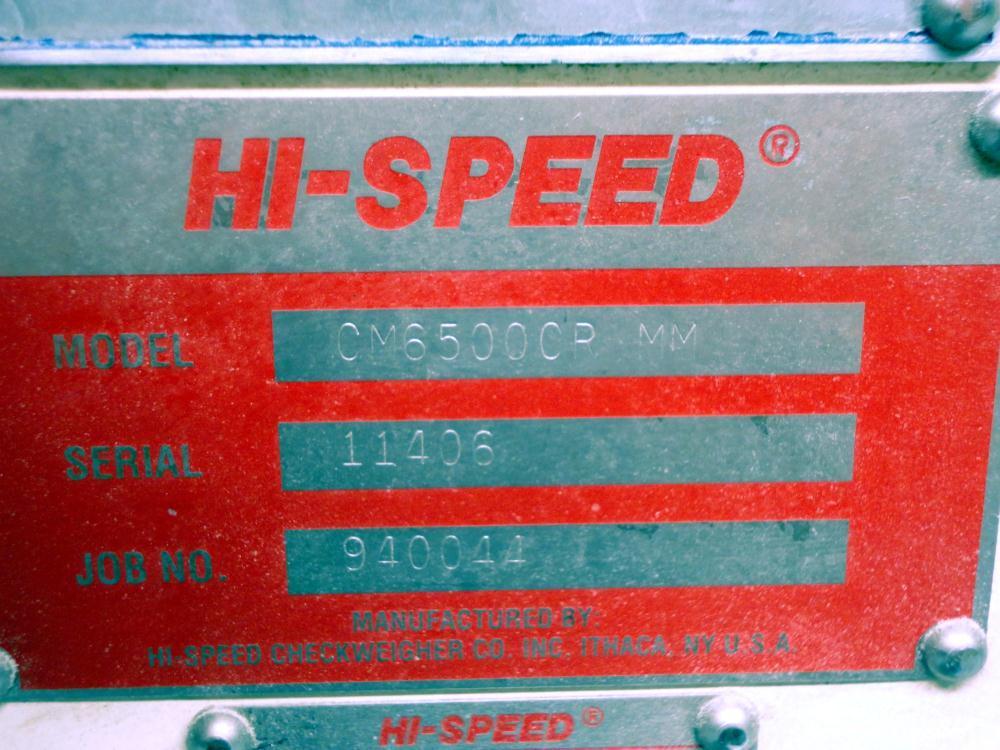 HI-SPEED®
MODEL CM6500CR MM
SERIAL 11406
JOB NO. 940044
MANUFACTURED BY:
HI-SPEED CHECKWEIGHER CO. INC. ITHACA, NY U.S.A.
HI-SPEED®